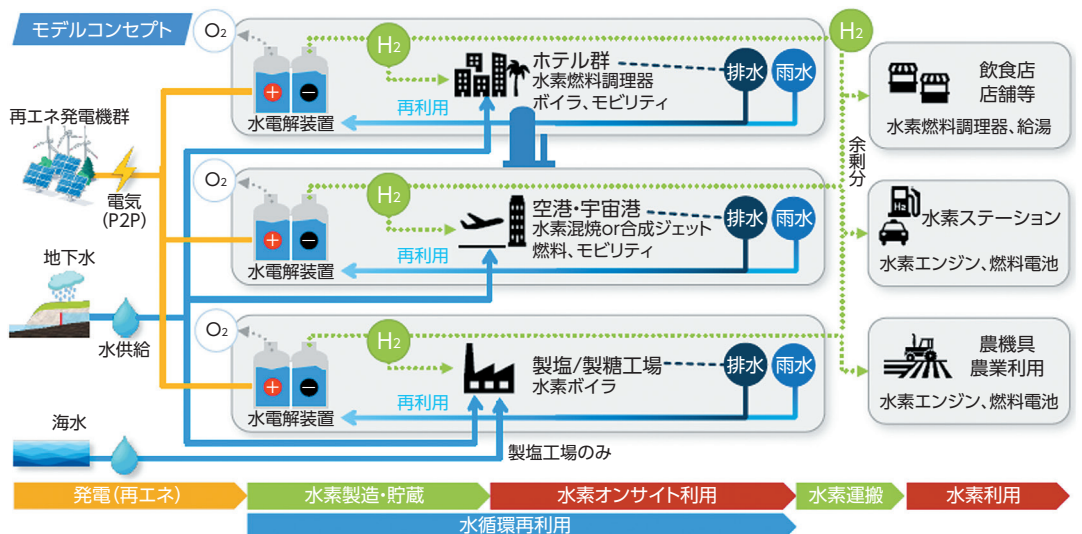 モデルコンセプト
再エネ発電機群
電気
(P2P)
地下水
水供給
海水
O₂
H₂
水電解装置
ホテル群
水素燃料調理器
ボイラ、モビリティ
再利用
排水
雨水
O₂
H₂
水電解装置
空港・宇宙港
水素混焼or合成ジェット
燃料、モビリティ
再利用
排水
雨水
O₂
H₂
水電解装置
製塩/製糖工場
水素ボイラ
再利用
排水
雨水
製塩工場のみ
H₂
余剰分
飲食店
店舗等
水素燃料調理器、給湯
H₂
水素ステーション
水素エンジン、燃料電池
農機具
農業利用
水素エンジン、燃料電池
発電(再エネ)
水素製造・貯蔵
水素オンサイト利用
水素運搬
水素利用
水循環再利用